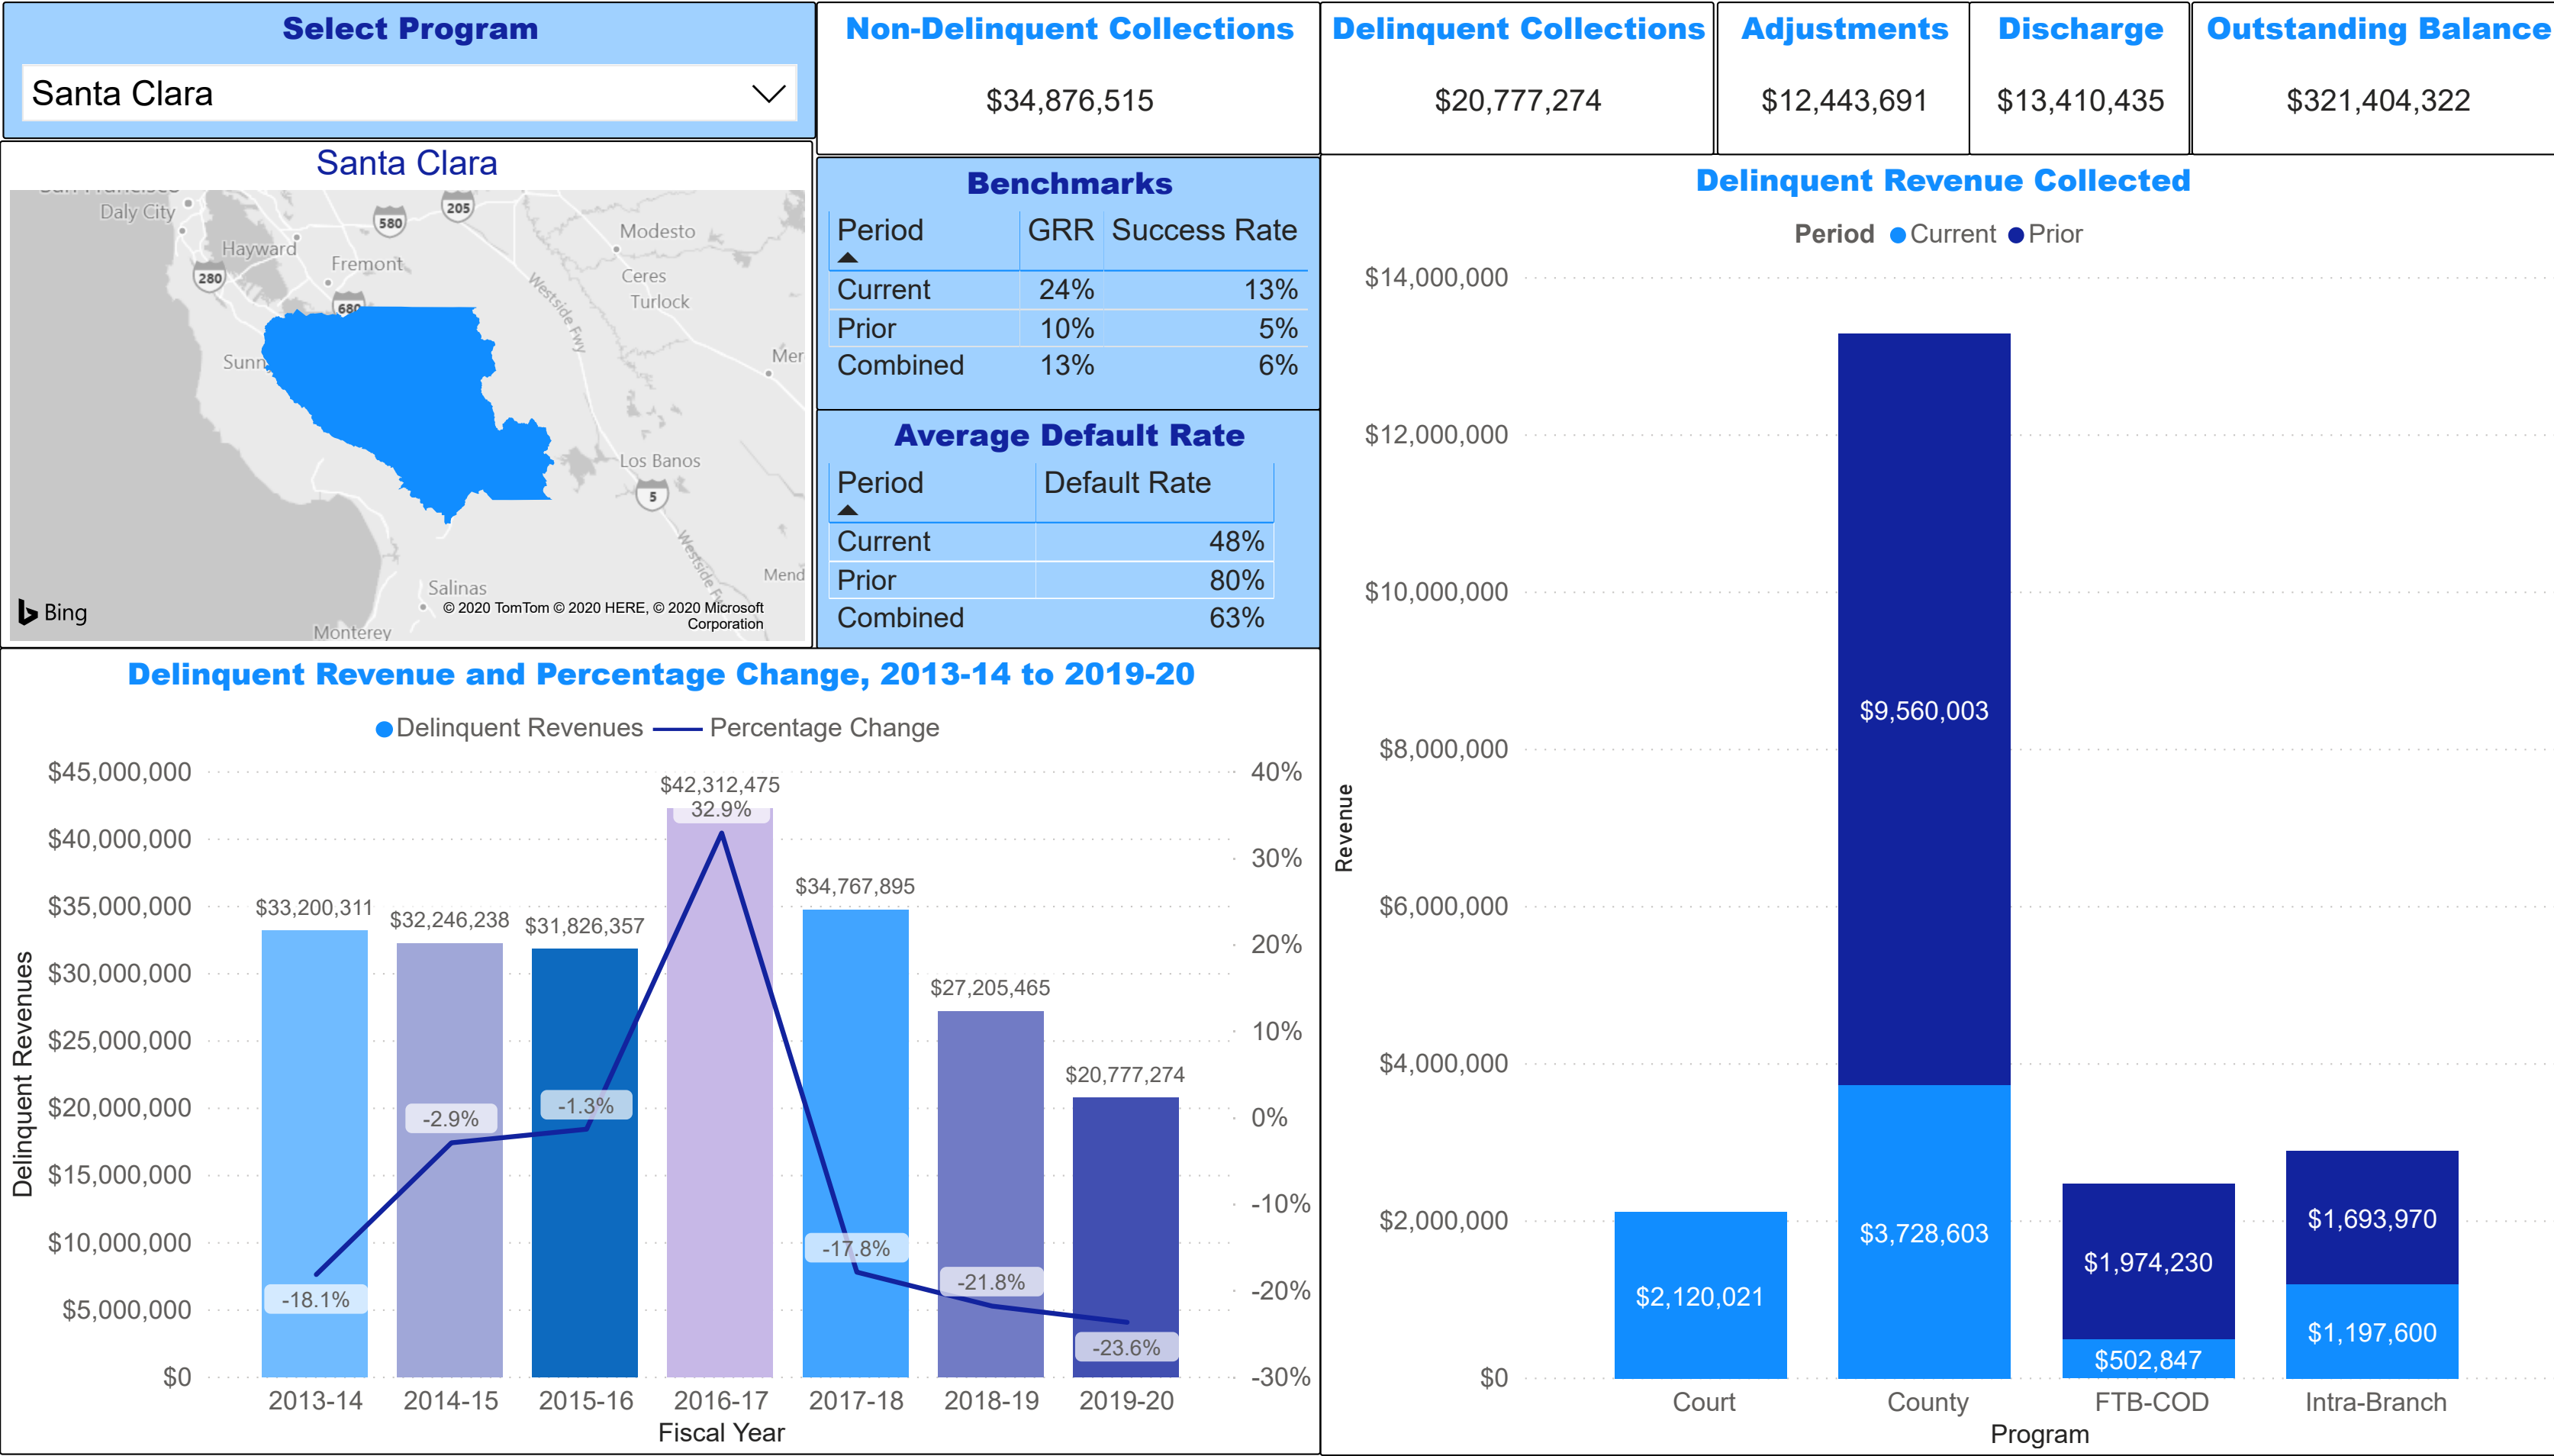 Select Program
Santa Clara
Non-Delinquent Collections
$34,876,515
Delinquent Collections
$20,777,274
Adjustments
$12,443,691
Discharge
$13,410,435
Outstanding Balance
$321,404,322
Santa Clara
Daly City
Hayward
Fremont
580
205
280
680
Modesto
Ceres
Turlock
Westside Fwy
Sunn
Mer
Los Banos
5
Westside F
Mend
Salinas
Monterey
Bing
© 2020 TomTom © 2020 HERE, © 2020 Microsoft
Corporation
Benchmarks
Period GRR Success Rate
Current 24% 13%
Prior 10% 5%
Combined 13% 6%
Average Default Rate
Period Default Rate
Current 48%
Prior 80%
Combined 63%
Delinquent Revenue and Percentage Change, 2013-14 to 2019-20
Delinquent Revenues Percentage Change
Delinquent Revenues
$45,000,000
$40,000,000
$35,000,000
$30,000,000
$25,000,000
$20,000,000
$15,000,000
$10,000,000
$5,000,000
$0
$33,200,311
$32,246,238
$31,826,357
$42,312,475
$34,767,895
$27,205,465
$20,777,274
-18.1%
-2.9%
-1.3%
32.9%
-17.8%
-21.8%
-23.6%
40%
30%
20%
10%
0%
-10%
-20%
-30%
2013-14 2014-15 2015-16 2016-17 2017-18 2018-19 2019-20
Fiscal Year
Delinquent Revenue Collected
Period Current Prior
Revenue
$14,000,000
$12,000,000
$10,000,000
$8,000,000
$6,000,000
$4,000,000
$2,000,000
$0
$2,120,021
$9,560,003
$3,728,603
$1,974,230
$502,847
$1,693,970
$1,197,600
Court County FTB-COD Intra-Branch
Program